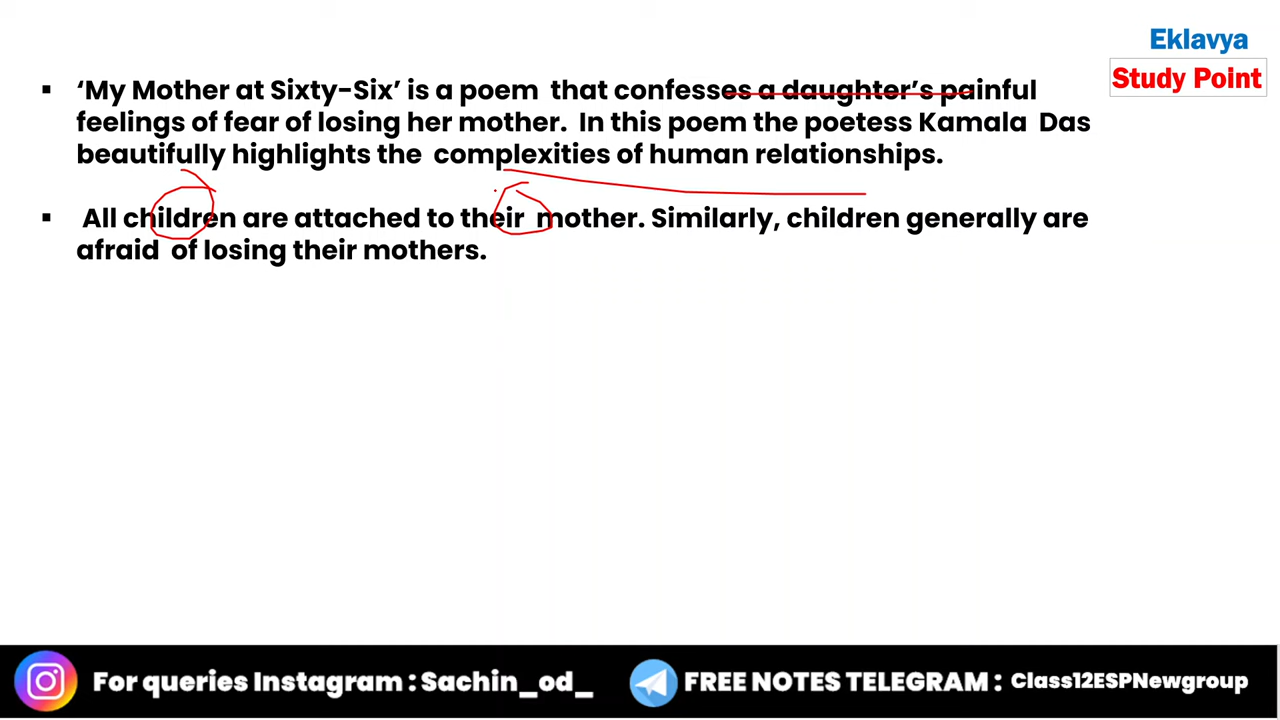 Eklavya
Study Point
▪ ‘My Mother at Sixty-Six’ is a poem that confesses a daughter’s painful
feelings of fear of losing her mother. In this poem the poetess Kamala Das
beautifully highlights the complexities of human relationships.
▪ All children are attached to their mother. Similarly, children generally are
afraid of losing their mothers.
For queries Instagram : Sachin_od_
FREE NOTES TELEGRAM : Class12ESPNewgroup